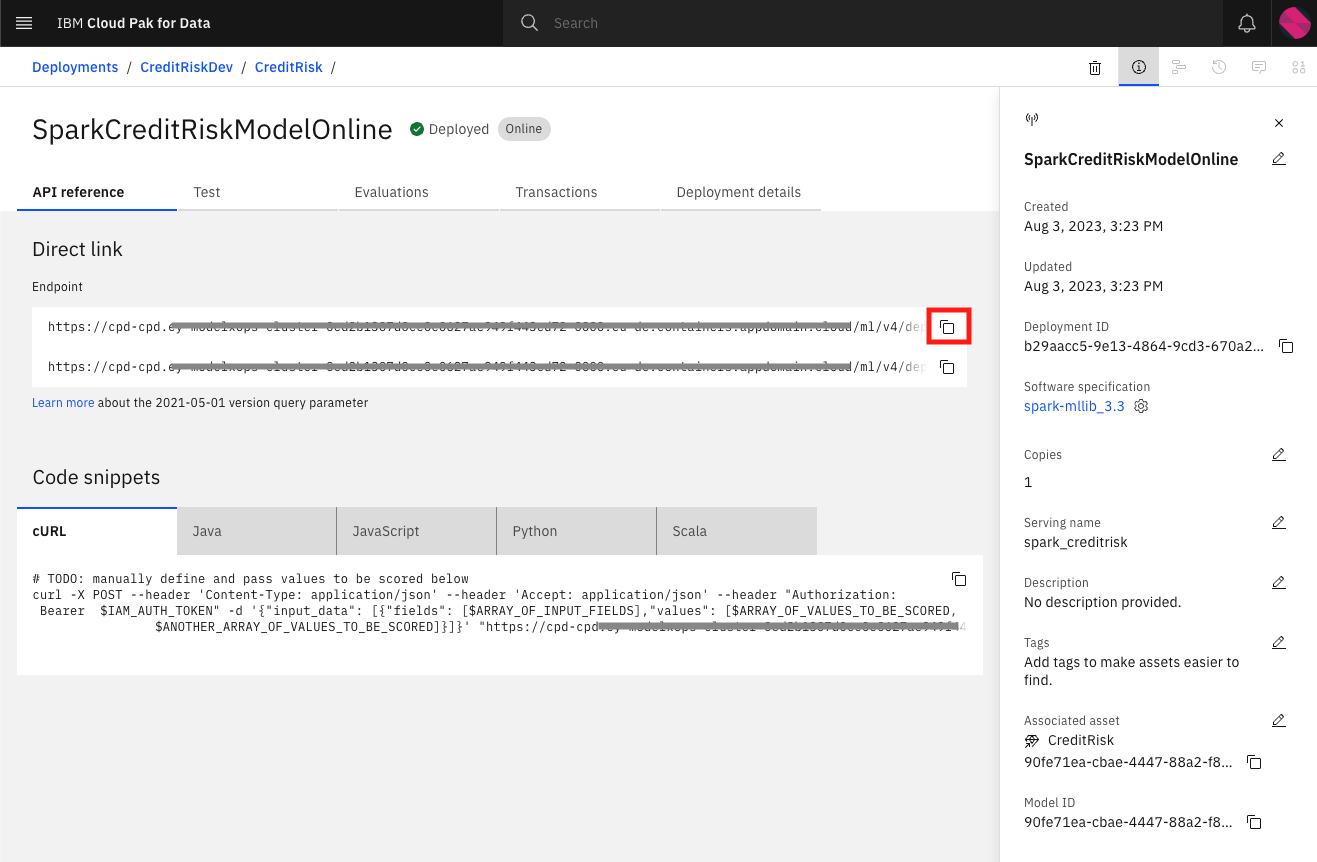 IBM Cloud Pak for Data
Search
Deployments / CreditRiskDev / CreditRisk /
SparkCreditRiskModelOnline
Deployed
Online
API reference
Test
Evaluations
Transactions
Deployment details
Direct link
Endpoint
https://cpd-cpd. /ml/v4/dep
https://cpd-cpd. /ml/v4/dep
Learn more about the 2021-05-01 version query parameter
Code snippets
cURL
Java
JavaScript
Python
Scala
# TODO: manually define and pass values to be scored below
curl -X POST --header 'Content-Type: application/json' --header 'Accept: application/json' --header "Authorization:
Bearer  $IAM_AUTH_TOKEN" -d '{"input_data": [{"fields": [$ARRAY_OF_INPUT_FIELDS],"values": [$ARRAY_OF_VALUES_TO_BE_SCORED,
$ANOTHER_ARRAY_OF_VALUES_TO_BE_SCORED]}]}' "https://cpd-cpd
SparkCreditRiskModelOnline
Created
Aug 3, 2023, 3:23 PM
Updated
Aug 3, 2023, 3:23 PM
Deployment ID
b29aacc5-9e13-4864-9cd3-670a2...
Software specification
spark-mllib_3.3
Copies
1
Serving name
spark_creditrisk
Description
No description provided.
Tags
Add tags to make assets easier to
find.
Associated asset
CreditRisk
90fe71ea-cbae-4447-88a2-f8...
Model ID
90fe71ea-cbae-4447-88a2-f8...